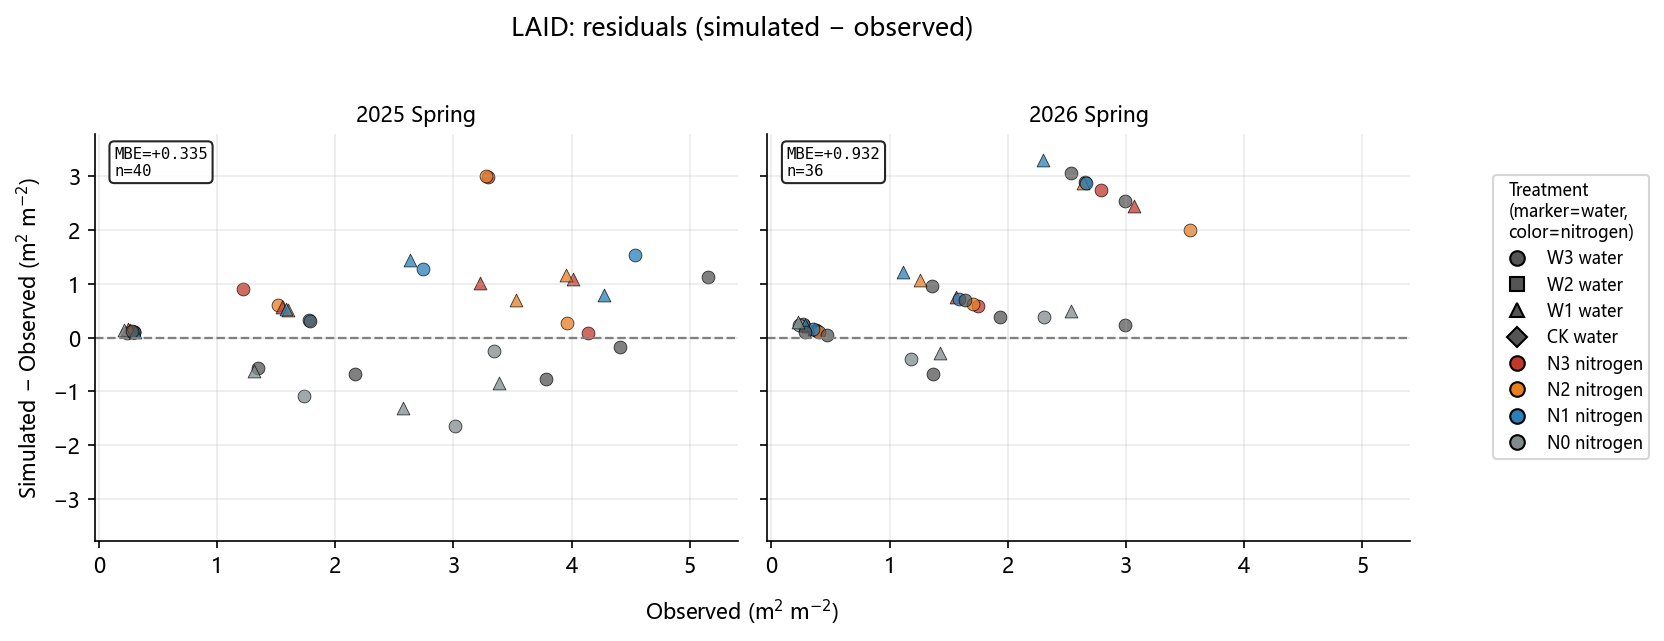 LAID: residuals (simulated − observed)
2025 Spring
2026 Spring
MBE=+0.335
n=40
MBE=+0.932
n=36
Simulated − Observed (m² m⁻²)
3
2
1
0
−1
−2
−3
0 1 2 3 4 5
0 1 2 3 4 5
Observed (m² m⁻²)
Treatment
(marker=water,
color=nitrogen)
W3 water
W2 water
W1 water
CK water
N3 nitrogen
N2 nitrogen
N1 nitrogen
N0 nitrogen